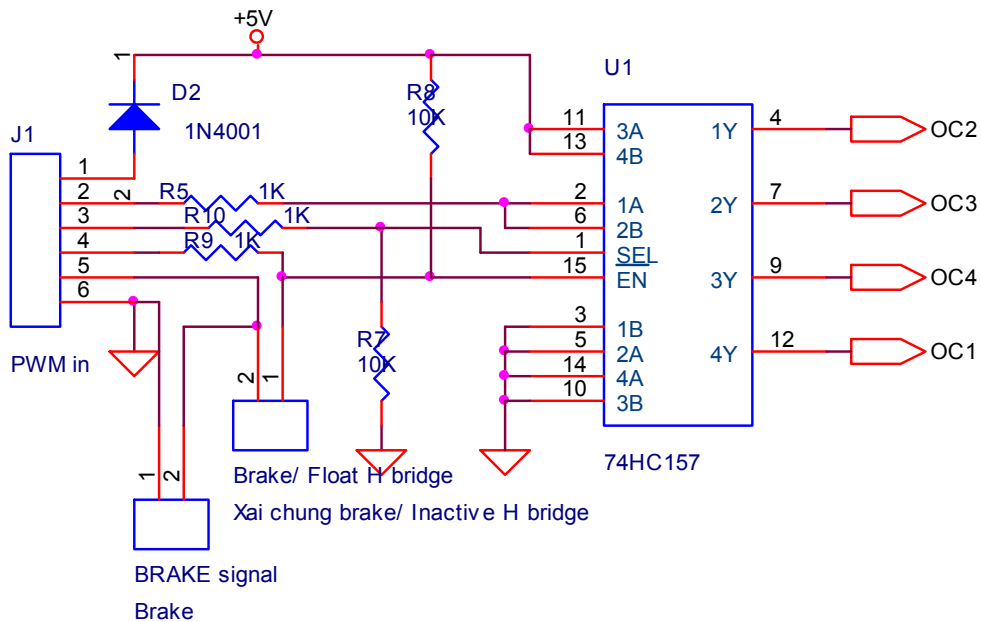 +5V
U1
1
D2
R8
10K
1N4001
J1
11
3A
1Y
4
OC2
13
4B
1
2
R5
1K
2
1A
2Y
7
OC3
2
3
R10
1K
6
2B
4
R9
1K
1
SEL
5
15
EN
3Y
9
OC4
6
3
1B
PWM in
R7
10K
5
2A
4Y
12
OC1
2
1
14
4A
10
3B
Brake/ Float H bridge
74HC157
1
2
Xai chung brake/ Inactive H bridge
BRAKE signal
Brake